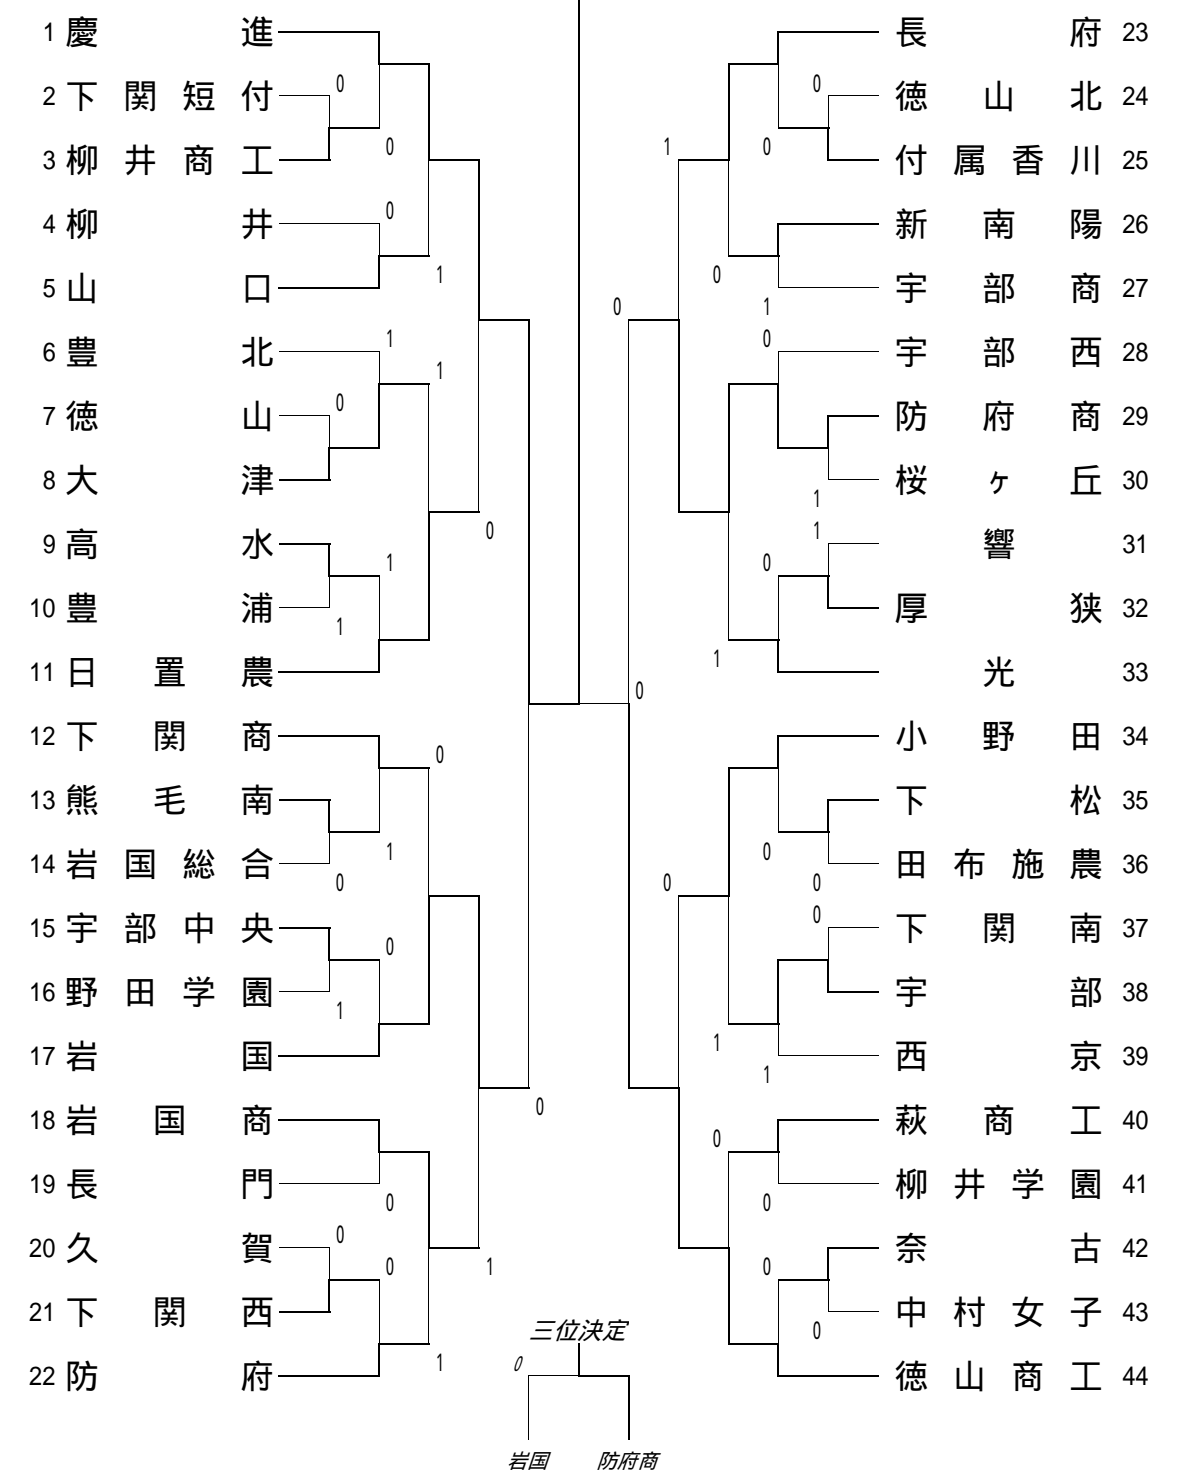 1 慶進
長府 23
0
0
2 下関短付
徳山北 24
1
0
0
3 柳井商工
付属香川 25
0
4 柳井
新南陽 26
1
0
5 山口
宇部商 27
0
1
1
0
6 豊北
宇部西 28
1
0
7 徳山
防府商 29
8 大津
桜ヶ丘 30
1
0
1
9 高水
響 31
1
0
10 豊浦
厚狭 32
1
1
11 日置農
光 33
0
12 下関商
小野田 34
0
13 熊毛南
下松 35
1
0
14 岩国総合
田布施農 36
0
0
0
0
15 宇部中央
下関南 37
0
16 野田学園
宇部 38
1
1
17 岩国
西京 39
1
0
18 岩国商
萩商工 40
0
19 長門
柳井学園 41
0
0
0
20 久賀
奈古 42
0
1
0
21 下関西
中村女子 43
0
三位決定
1
0
22 防府
徳山商工 44
岩国 防府商